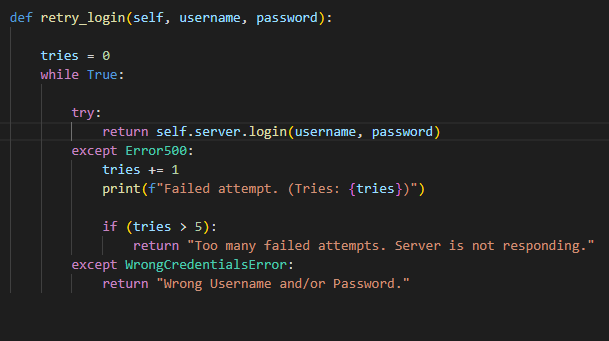 def retry_login(self, username, password):
tries = 0
while True:
try:
return self.server.login(username, password)
except Error500:
tries += 1
print(f"Failed attempt. (Tries: {tries})")
if (tries > 5):
return "Too many failed attempts. Server is not responding."
except WrongCredentialsError:
return "Wrong Username and/or Password."